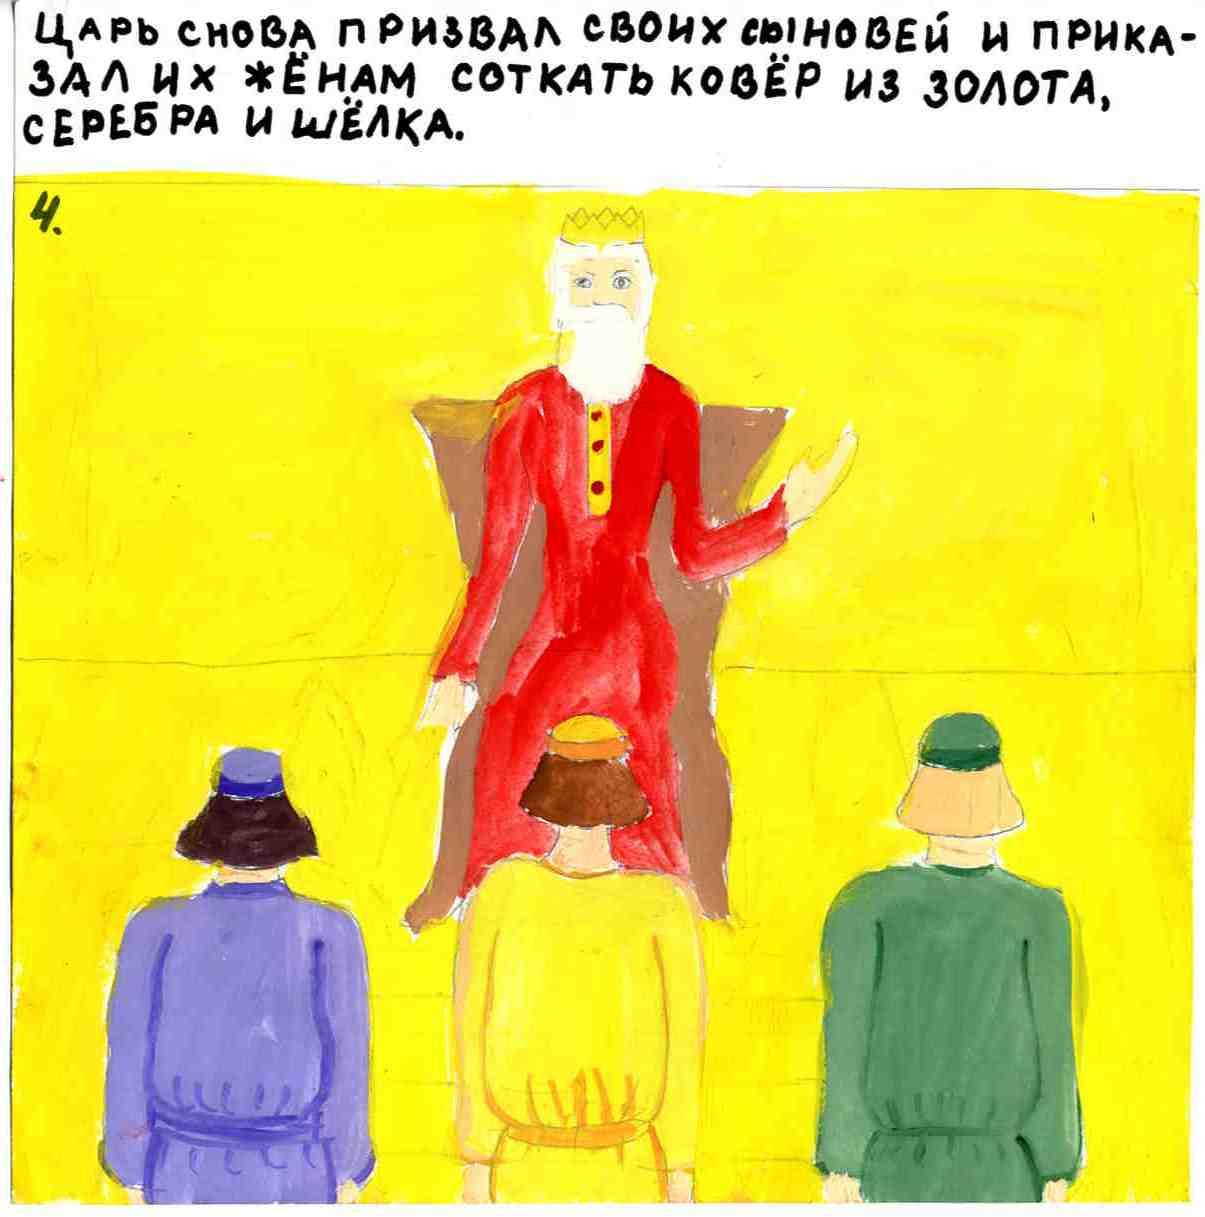 ЦАРЬ СНОВА ПРИЗВАЛ СВОИХ СЫНОВЕЙ И ПРИКА-
ЗАЛ ИХ ЖЁНАМ СОТКАТЬ КОВЁР ИЗ ЗОЛОТА,
СЕРЕБРА И ШЁЛКА.
4.